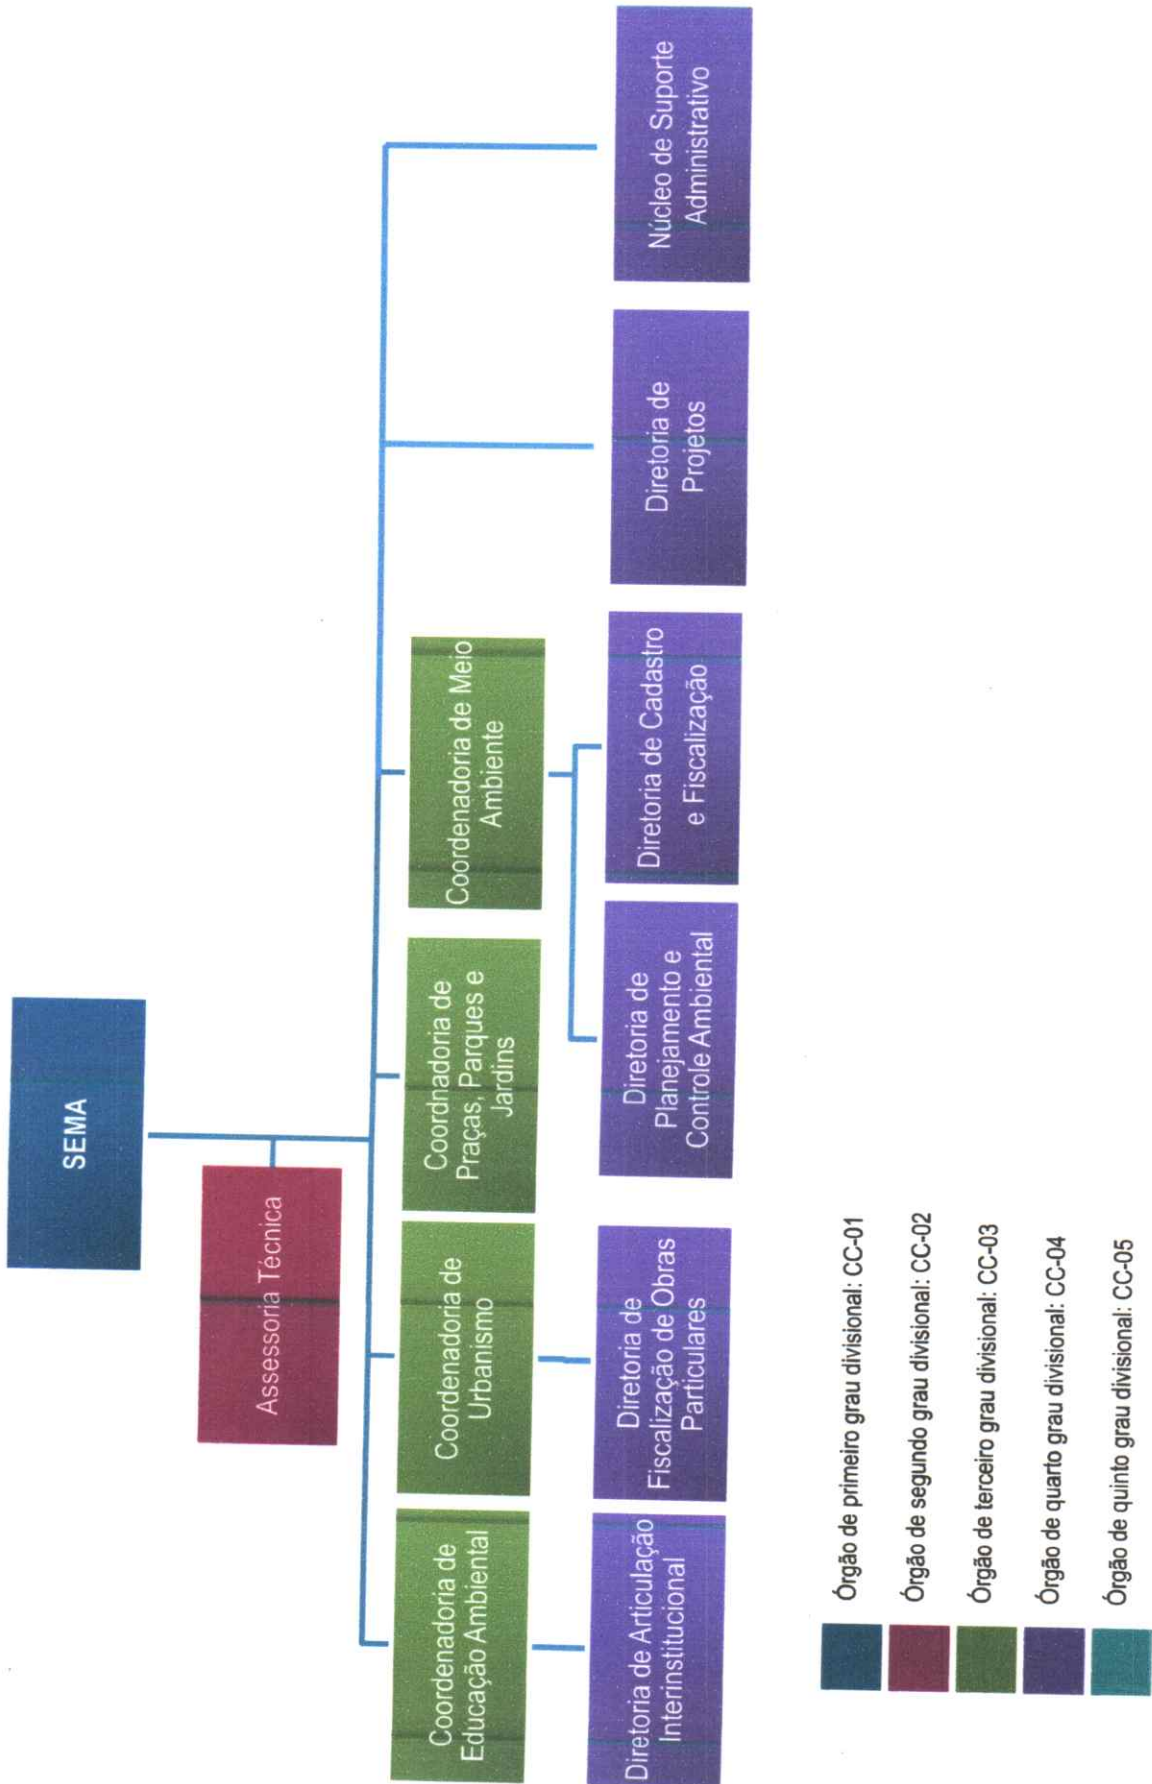 SEMA
Assessoria Técnica
Coordenadoria de
Educação Ambiental
Coordenadoria de
Urbanismo
Coordnadoria de
Praças, Parques e
Jardins
Coordenadoria de Meio
Ambiente
Diretoria de Articulação
Interinstitucional
Diretoria de
Fiscalização de Obras
Particulares
Diretoria de
Planejamento e
Controle Ambiental
Diretoria de Cadastro
e Fiscalização
Diretoria de
Projetos
Núcleo de Suporte
Administrativo
Órgão de primeiro grau divisional: CC-01
Órgão de segundo grau divisional: CC-02
Órgão de terceiro grau divisional: CC-03
Órgão de quarto grau divisional: CC-04
Órgão de quinto grau divisional: CC-05